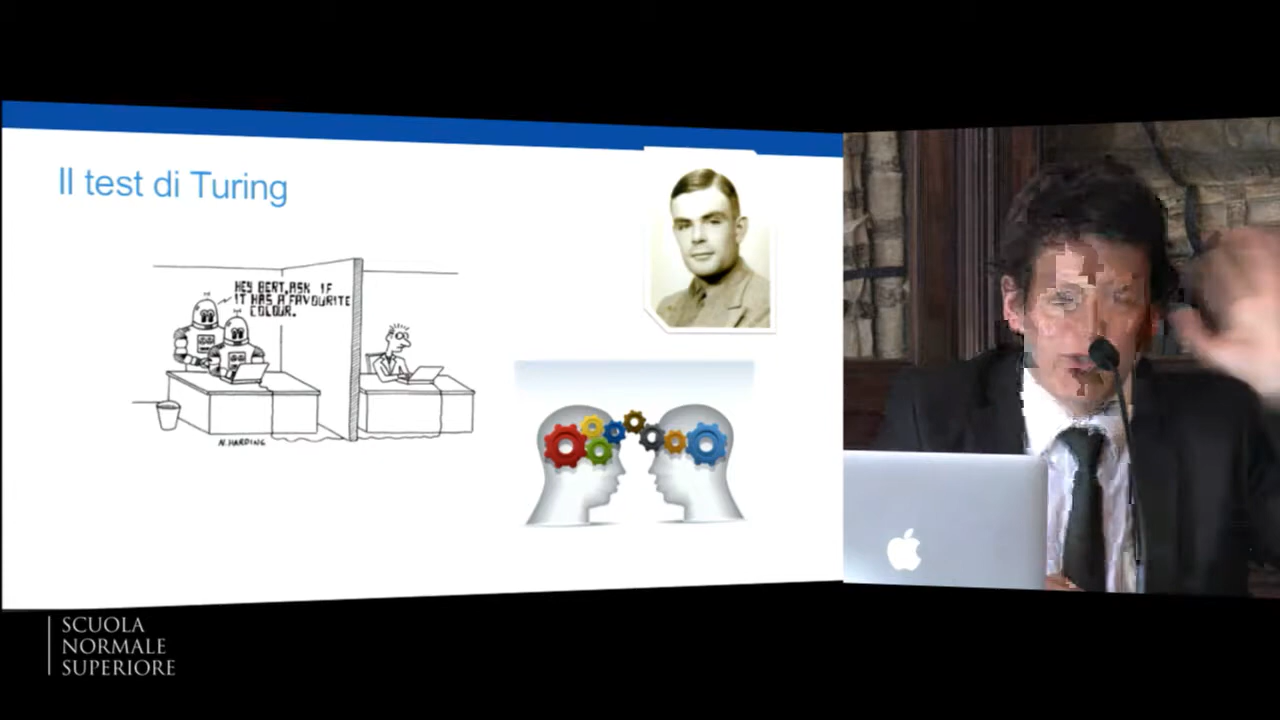 Il test di Turing
HEY BERT, ASK IF
IT HAS A FAVOURITE
COLOUR.
N. HARDING
SCUOLA
NORMALE
SUPERIORE